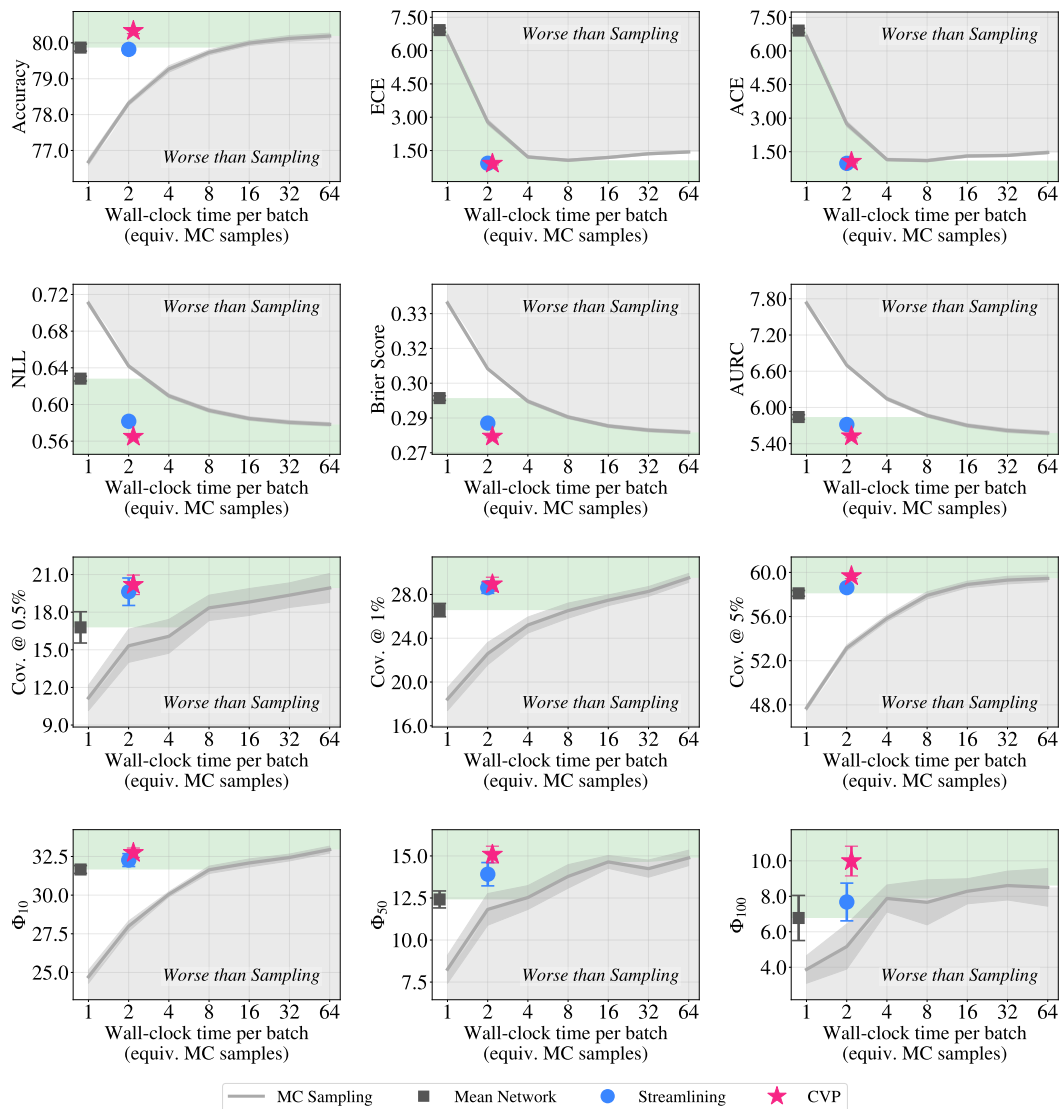 80.0
79.0
78.0
77.0
Accuracy
Worse than Sampling
1 2 4 8 16 32 64
Wall-clock time per batch
(equiv. MC samples)
7.50
6.00
4.50
3.00
1.50
ECE
Worse than Sampling
1 2 4 8 16 32 64
Wall-clock time per batch
(equiv. MC samples)
7.50
6.00
4.50
3.00
1.50
ACE
Worse than Sampling
1 2 4 8 16 32 64
Wall-clock time per batch
(equiv. MC samples)
0.72
0.68
0.64
0.60
0.56
NLL
Worse than Sampling
1 2 4 8 16 32 64
Wall-clock time per batch
(equiv. MC samples)
0.33
0.32
0.30
0.29
0.27
Brier Score
Worse than Sampling
1 2 4 8 16 32 64
Wall-clock time per batch
(equiv. MC samples)
7.80
7.20
6.60
6.00
5.40
AURC
Worse than Sampling
1 2 4 8 16 32 64
Wall-clock time per batch
(equiv. MC samples)
21.0
18.0
15.0
12.0
9.0
Cov. @ 0.5%
Worse than Sampling
1 2 4 8 16 32 64
Wall-clock time per batch
(equiv. MC samples)
28.0
24.0
20.0
16.0
Cov. @ 1%
Worse than Sampling
1 2 4 8 16 32 64
Wall-clock time per batch
(equiv. MC samples)
60.0
56.0
52.0
48.0
Cov. @ 5%
Worse than Sampling
1 2 4 8 16 32 64
Wall-clock time per batch
(equiv. MC samples)
32.5
30.0
27.5
25.0
Φ₁₀
Worse than Sampling
1 2 4 8 16 32 64
Wall-clock time per batch
(equiv. MC samples)
15.0
12.5
10.0
7.5
Φ₅₀
Worse than Sampling
1 2 4 8 16 32 64
Wall-clock time per batch
(equiv. MC samples)
10.0
8.0
6.0
4.0
Φ₁₀₀
Worse than Sampling
1 2 4 8 16 32 64
Wall-clock time per batch
(equiv. MC samples)
MC Sampling Mean Network Streamlining CVP